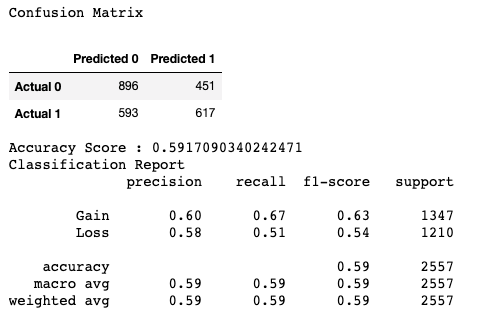 Confusion Matrix
Predicted 0 Predicted 1
Actual 0 896 451
Actual 1 593 617
Accuracy Score : 0.5917090340242471
Classification Report
precision recall f1-score support
Gain 0.60 0.67 0.63 1347
Loss 0.58 0.51 0.54 1210
accuracy 0.59 2557
macro avg 0.59 0.59 0.59 2557
weighted avg 0.59 0.59 0.59 2557